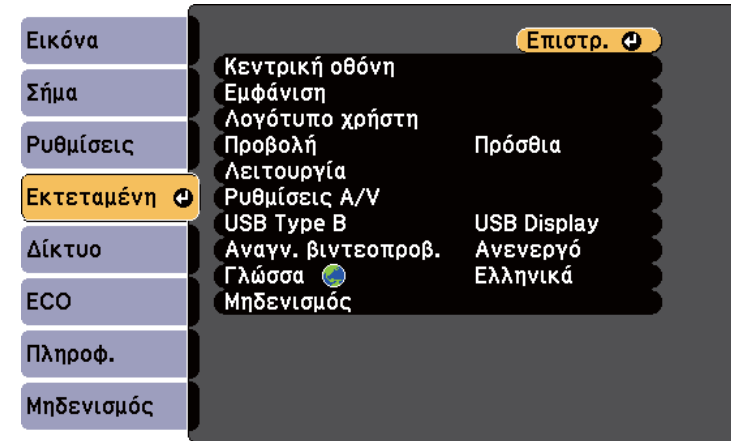 Εικόνα
Σήμα
Ρυθμίσεις
Εκτεταμένη
Δίκτυο
ECO
Πληροφ.
Μηδενισμός
Επιστρ.
Κεντρική οθόνη
Εμφάνιση
Λογότυπο χρήστη
Προβολή Πρόσθια
Λειτουργία
Ρυθμίσεις A/V
USB Type B USB Display
Αναγν. βιντεοπροβ. Ανενεργό
Γλώσσα Ελληνικά
Μηδενισμός